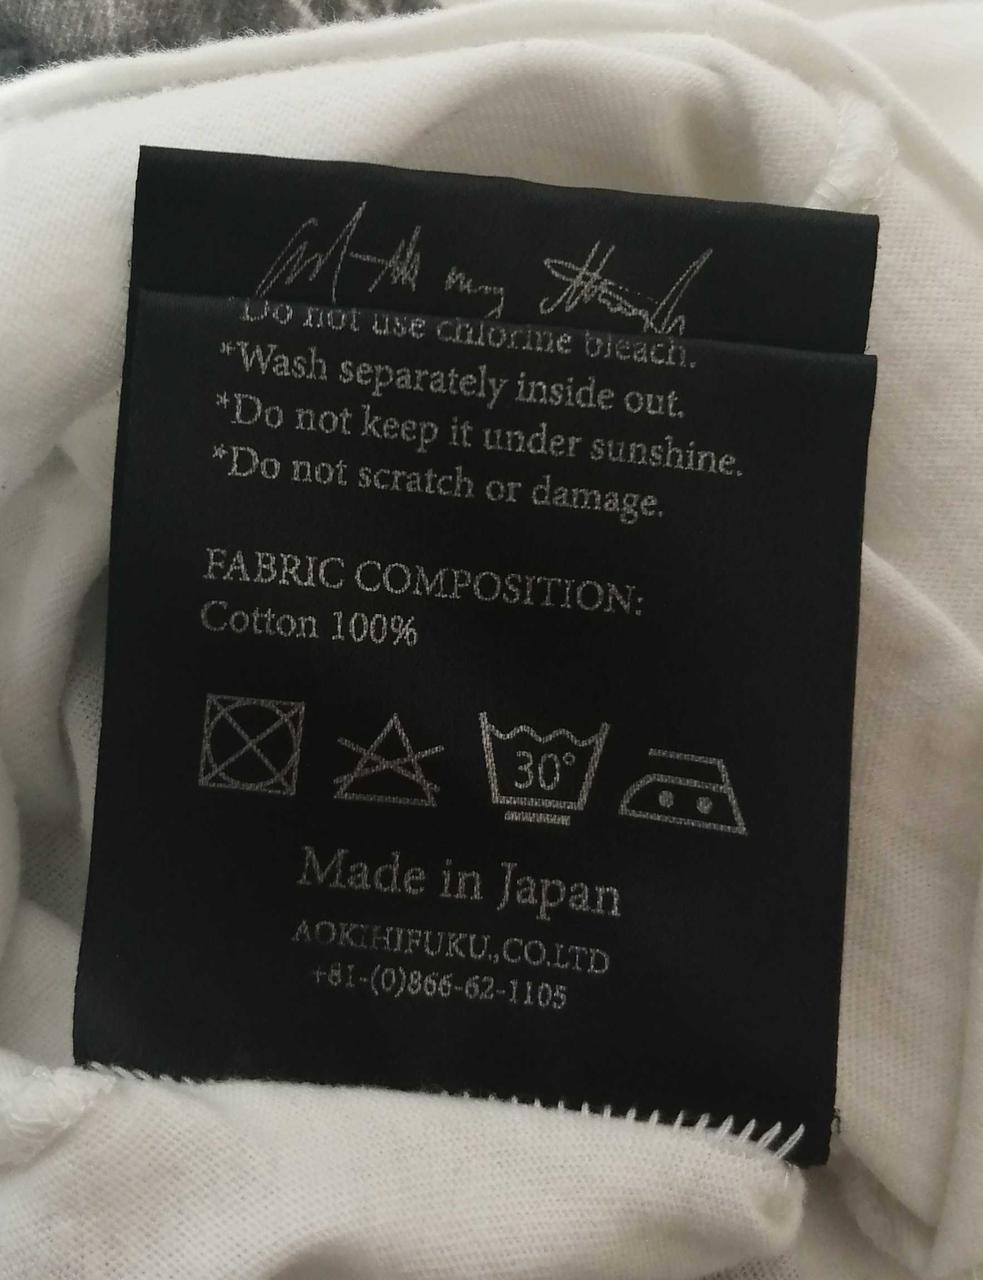 Do not use chlorine bleach.
*Wash separately inside out.
*Do not keep it under sunshine.
*Do not scratch or damage.
FABRIC COMPOSITION:
Cotton 100%
30°
Made in Japan
AOKIHIFUKU.,CO.LTD
+81-(0)866-62-1105